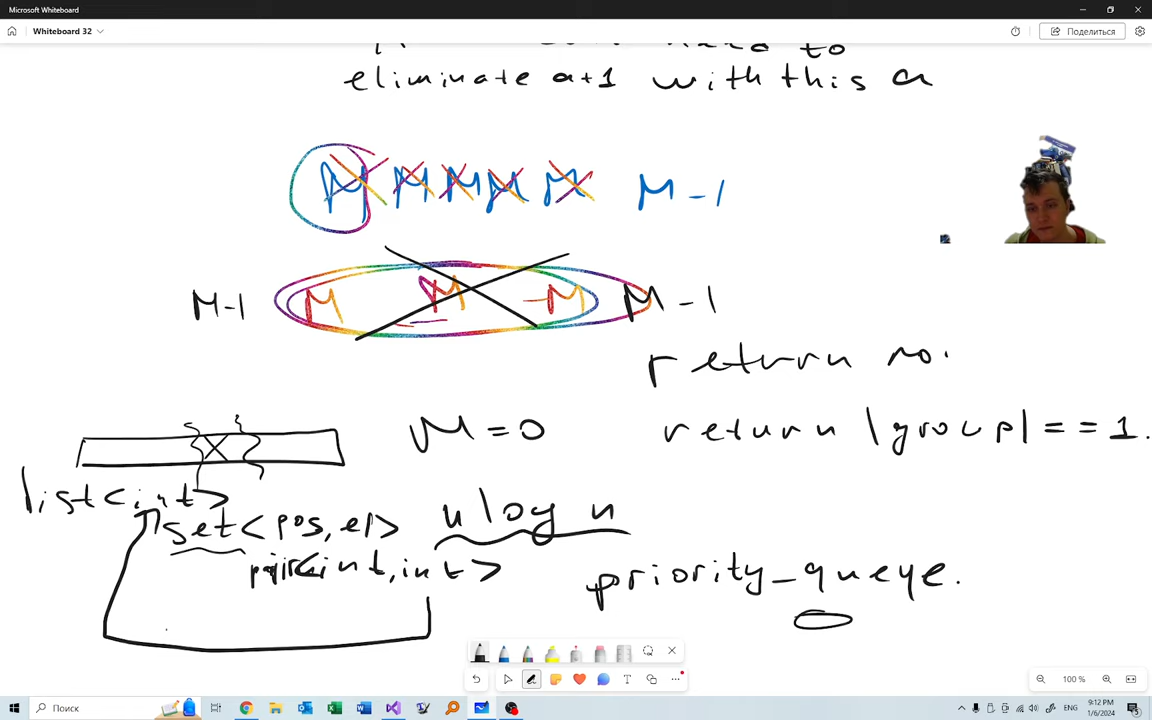 Microsoft Whiteboard
Whiteboard 32
Поделиться
eliminate a+1 with this a
M M M M M M-1
M-1 M M M M-1
return no.
M=0 return |group|==1.
list<int>
set<pos,el> n log n
pair<int,int> priority_queye.
100 %
Поиск
ENG
9:12 PM
1/6/2024